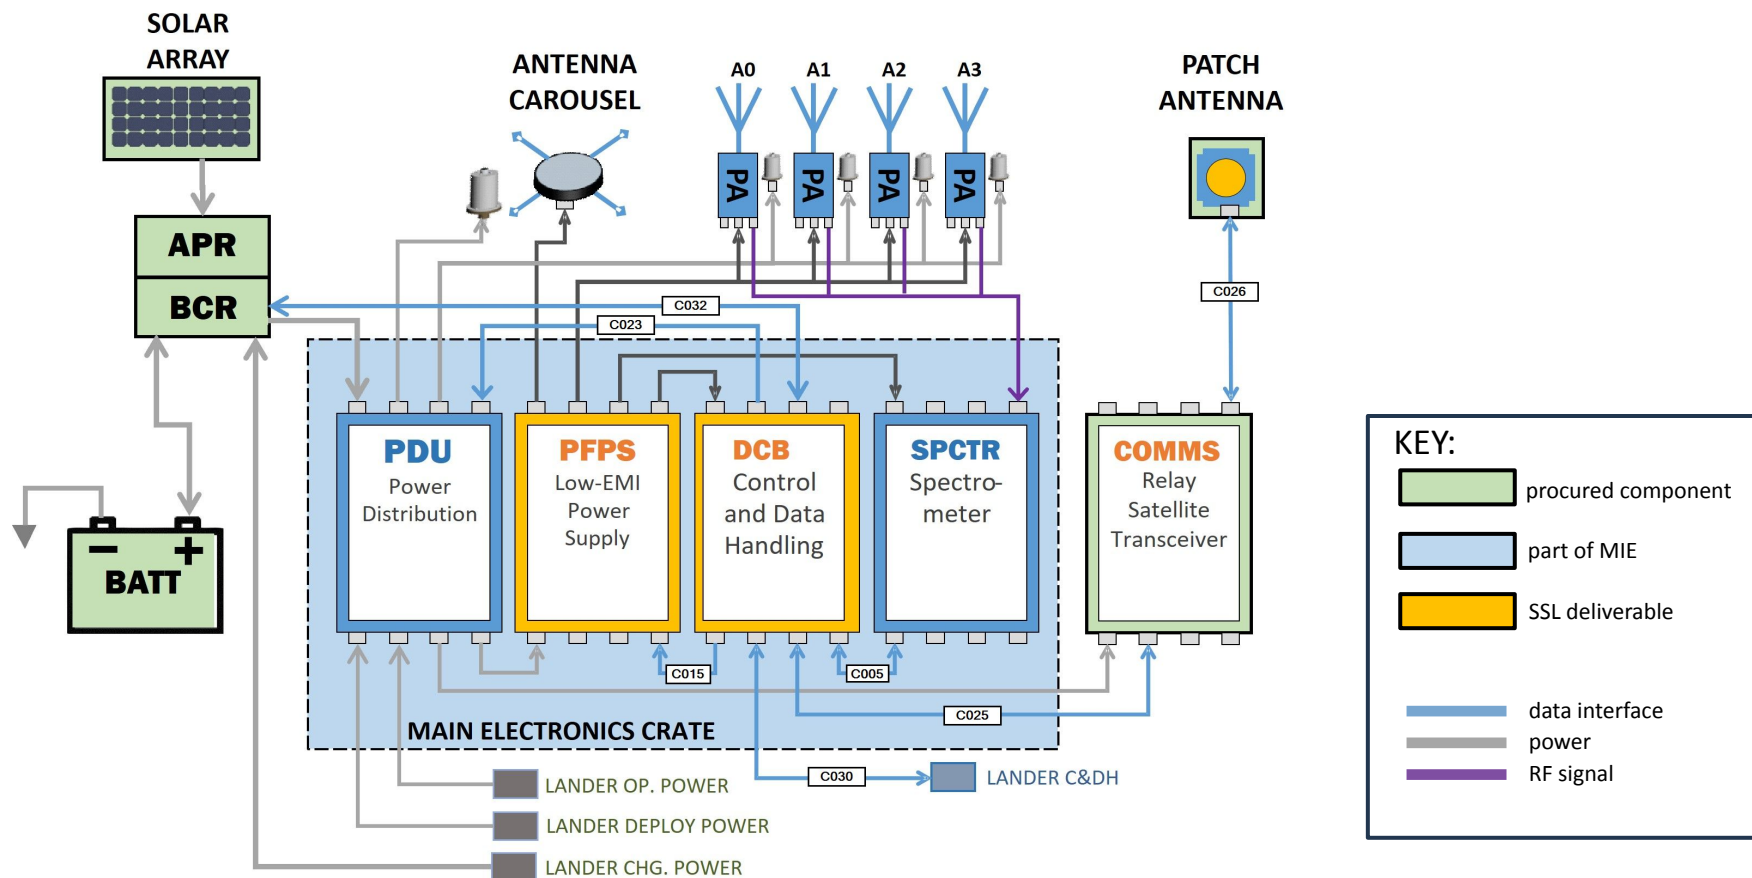 SOLAR
ARRAY
ANTENNA
CAROUSEL
A0
A1
A2
A3
PATCH
ANTENNA
PA
PA
PA
PA
APR
BCR
C032
C023
C026
PDU
Power
Distribution
PFPS
Low-EMI
Power
Supply
DCB
Control
and Data
Handling
SPCTR
Spectro-
meter
COMMS
Relay
Satellite
Transceiver
BATT
C015
C005
C025
MAIN ELECTRONICS CRATE
C030
LANDER C&DH
LANDER OP. POWER
LANDER DEPLOY POWER
LANDER CHG. POWER
KEY:
procured component
part of MIE
SSL deliverable
data interface
power
RF signal